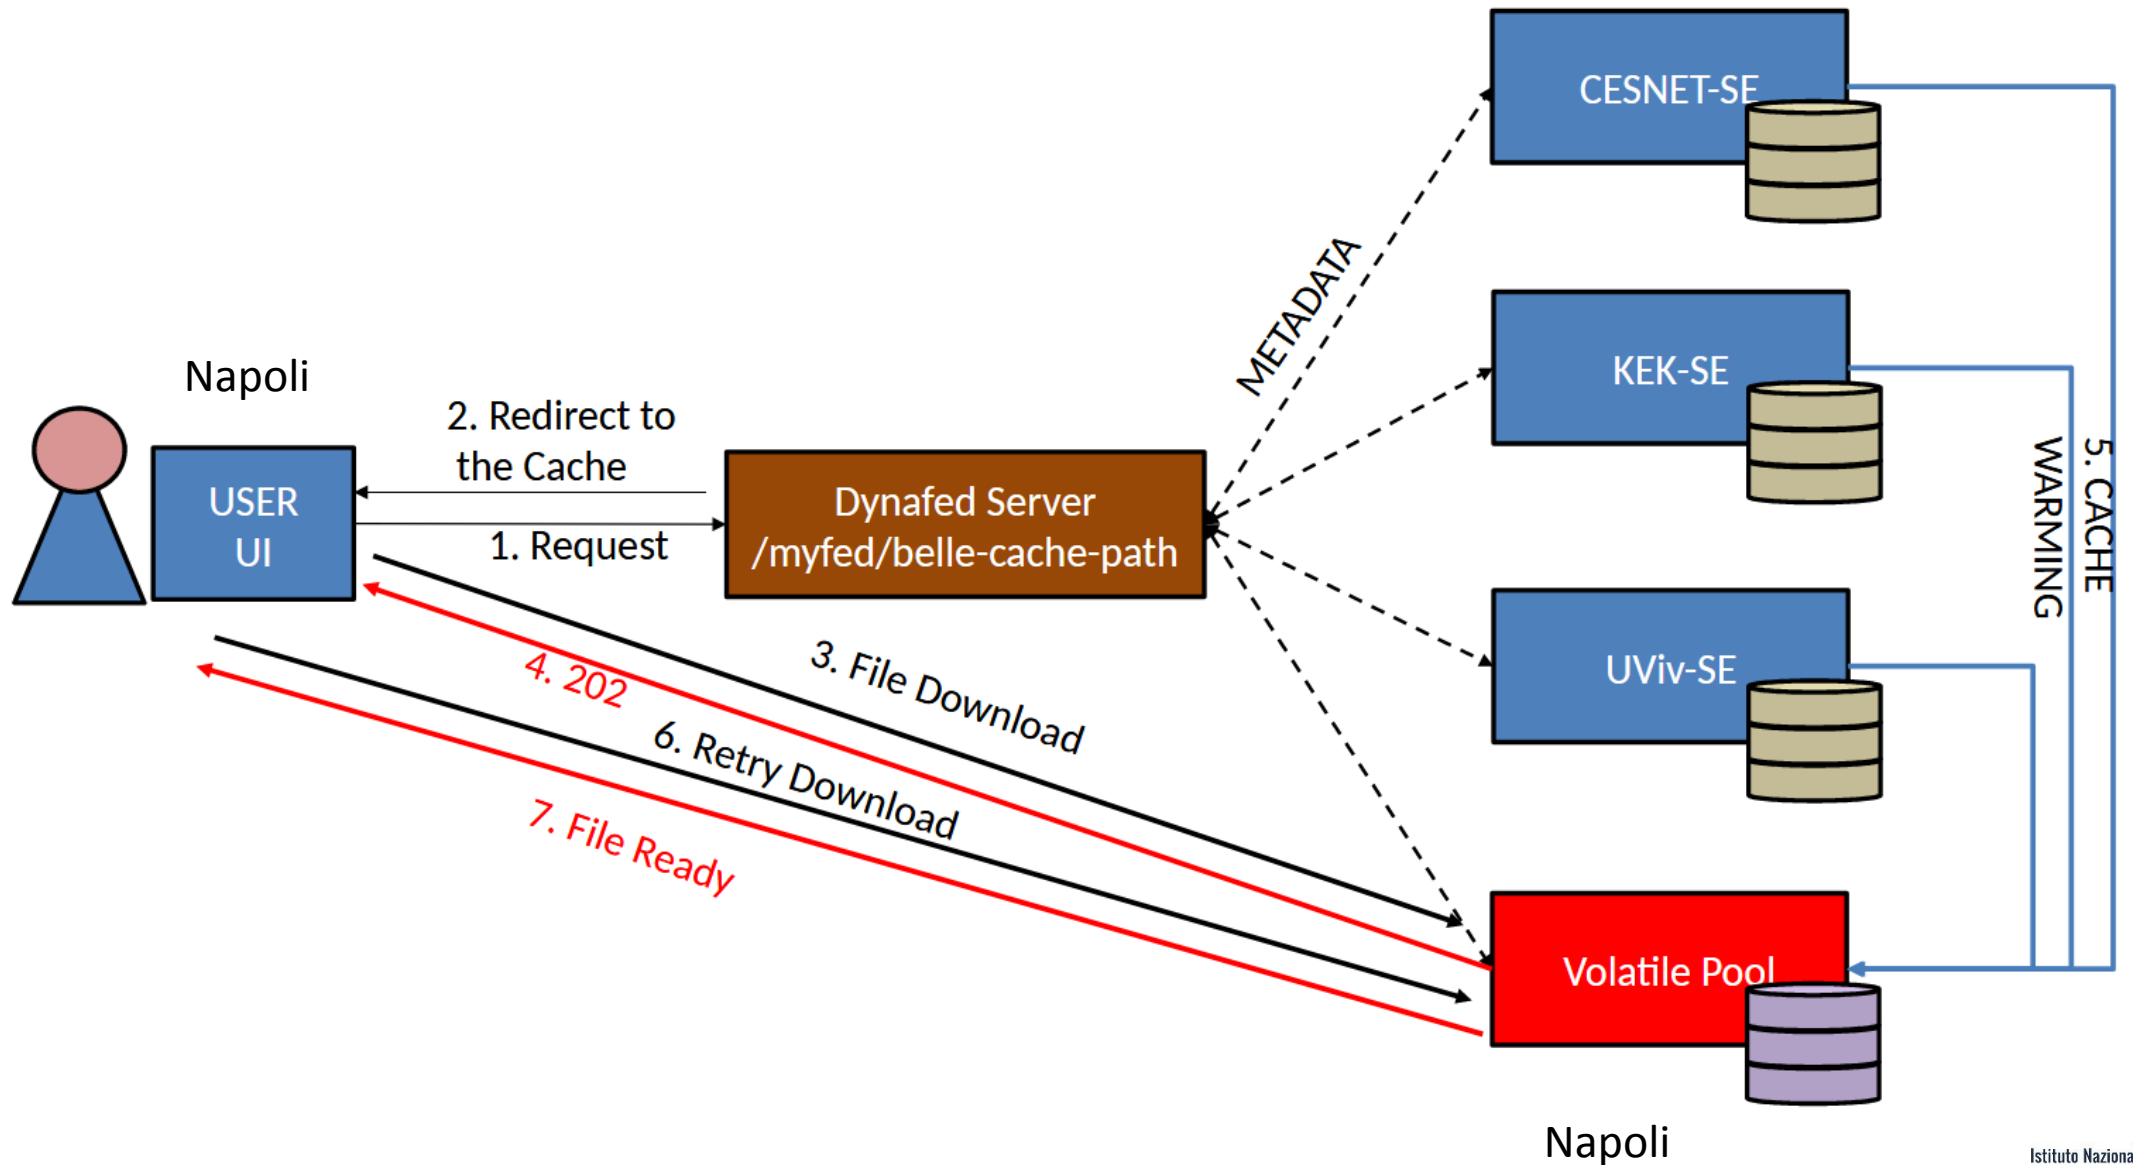 CESNET-SE
METADATA
Napoli
KEK-SE
2. Redirect to
the Cache
5. CACHE
WARMING
USER
UI
Dynafed Server
/myfed/belle-cache-path
1. Request
UViv-SE
3. File Download
4. 202
6. Retry Download
7. File Ready
Volatile Pool
Napoli
Istituto